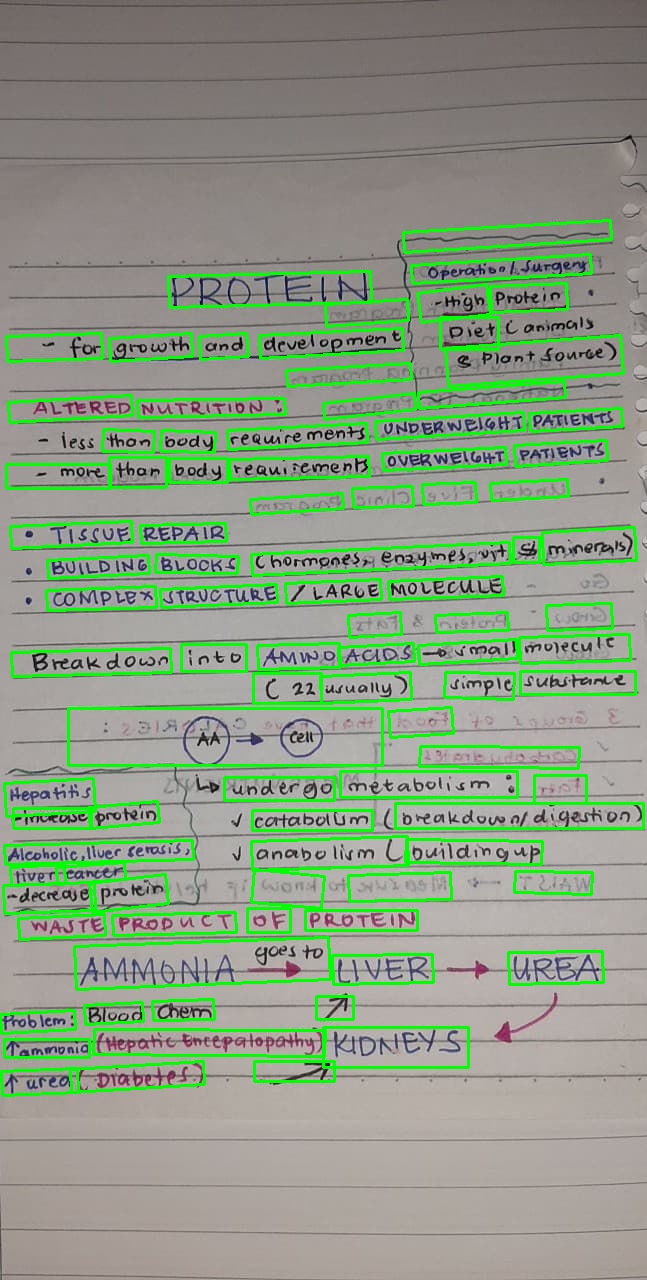 PROTEIN
- for growth and development
Operation/Surgery
- High Protein
Diet (animals
& Plant Source)
ALTERED NUTRITION:
- less than body requirements UNDERWEIGHT PATIENTS
- more than body requirements OVERWEIGHT PATIENTS
• TISSUE REPAIR
• BUILDING BLOCKS (hormones, enzymes, vit & minerals)
• COMPLEX STRUCTURE / LARGE MOLECULE
Breakdown into AMINO ACIDS → small molecule
(22 usually) simple substance
AA → Cell
↳ undergo metabolism:
✓ catabolism (breakdown/digestion)
✓ anabolism (building up
Hepatitis
- increase protein
Alcoholic, liver serosis,
liver cancer
- decrease protein
WASTE PRODUCT OF PROTEIN
AMMONIA goes to → LIVER → UREA
KIDNEYS
Problem: Blood Chem
↑ ammonia (Hepatic Encepalopathy)
↑ urea (Diabetes)